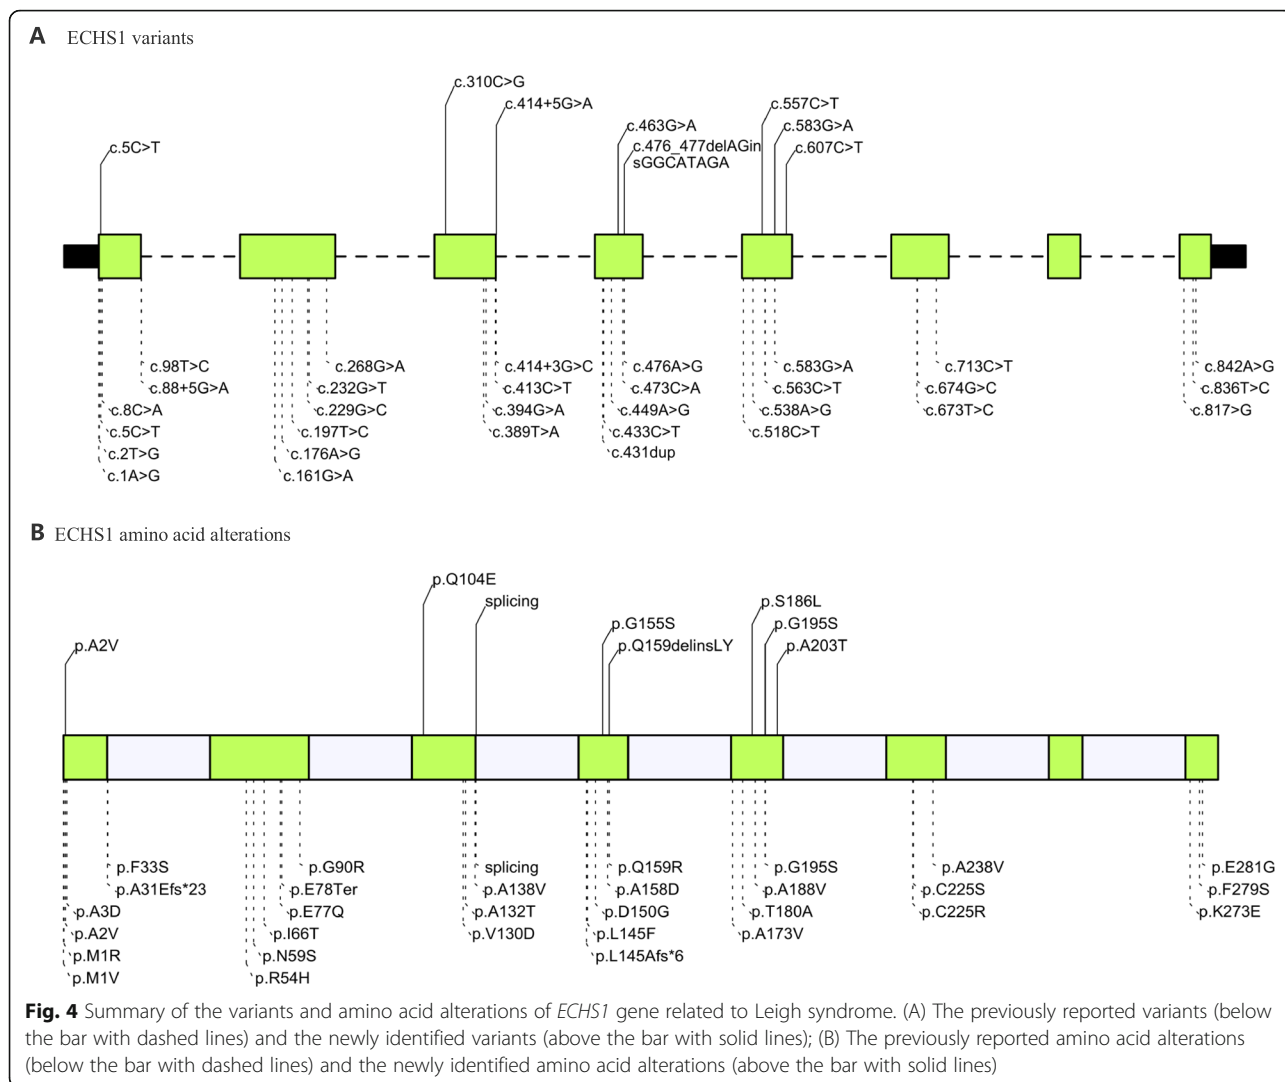 A ECHS1 variants
c.310C>G
c.414+5G>A
c.557C>T
c.463G>A
c.583G>A
c.5C>T
c.476_477delAGin
sGGCATAGA
c.607C>T
c.98T>C
c.268G>A
c.414+3G>C
c.476A>G
c.583G>A
c.713C>T
c.842A>G
c.88+5G>A
c.232G>T
c.413C>T
c.473C>A
c.563C>T
c.674G>C
c.836T>C
c.8C>A
c.229G>C
c.394G>A
c.449A>G
c.538A>G
c.673T>C
c.817>G
c.5C>T
c.197T>C
c.389T>A
c.433C>T
c.518C>T
c.2T>G
c.176A>G
c.431dup
c.1A>G
c.161G>A
B ECHS1 amino acid alterations
p.Q104E
splicing
p.S186L
p.G155S
p.G195S
p.A2V
p.Q159delinsLY
p.A203T
p.F33S
p.G90R
splicing
p.Q159R
p.G195S
p.A238V
p.E281G
p.A31Efs*23
p.E78Ter
p.A138V
p.A158D
p.A188V
p.C225S
p.F279S
p.A3D
p.E77Q
p.A132T
p.D150G
p.T180A
p.C225R
p.K273E
p.A2V
p.I66T
p.V130D
p.L145F
p.A173V
p.M1R
p.N59S
p.L145Afs*6
p.M1V
p.R54H
Fig. 4 Summary of the variants and amino acid alterations of ECHS1 gene related to Leigh syndrome. (A) The previously reported variants (below
the bar with dashed lines) and the newly identified variants (above the bar with solid lines); (B) The previously reported amino acid alterations
(below the bar with dashed lines) and the newly identified amino acid alterations (above the bar with solid lines)